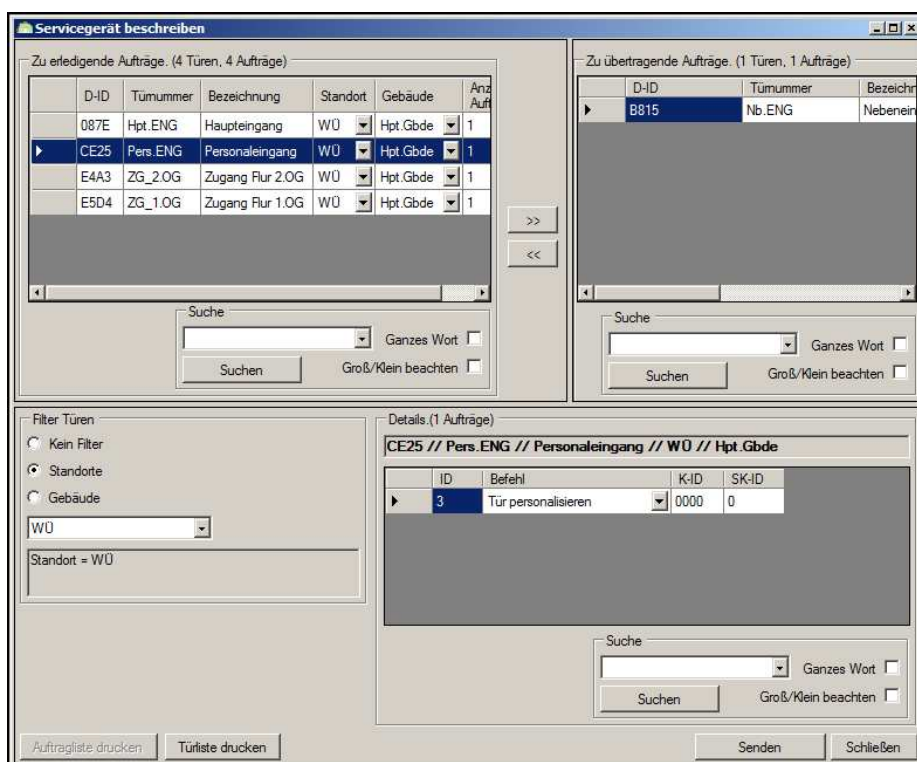 Servicegerät beschreiben
Zu erledigende Aufträge. (4 Türen, 4 Aufträge)
D-ID Türnummer Bezeichnung Standort Gebäude Anz Auft
087E Hpt.ENG Haupteingang WÜ Hpt.Gbde 1
CE25 Pers.ENG Personaleingang WÜ Hpt.Gbde 1
E4A3 ZG_2.OG Zugang Flur 2.OG WÜ Hpt.Gbde 1
E5D4 ZG_1.OG Zugang Flur 1.OG WÜ Hpt.Gbde 1
Suche
Ganzes Wort
Suchen Groß/Klein beachten
>>
<<
Zu übertragende Aufträge. (1 Türen, 1 Aufträge)
D-ID Türnummer Bezeichn
B815 Nb.ENG Nebenein
Suche
Ganzes Wort
Suchen Groß/Klein beachten
Filter Türen
Kein Filter
Standorte
Gebäude
WÜ
Standort = WÜ
Details.(1 Aufträge)
CE25 // Pers.ENG // Personaleingang // WÜ // Hpt.Gbde
ID Befehl K-ID SK-ID
3 Tür personalisieren 0000 0
Suche
Ganzes Wort
Suchen Groß/Klein beachten
Auftragliste drucken Türliste drucken Senden Schließen